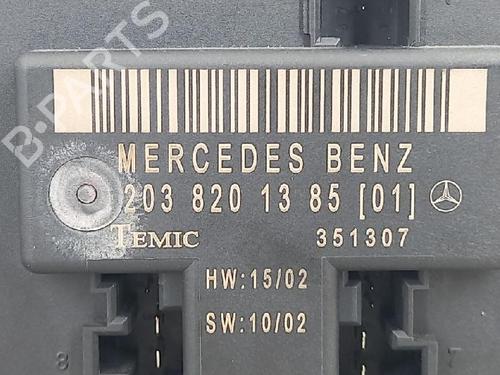 B-PARTS
MERCEDES BENZ
203 820 13 85 [01]
TEMIC 351307
HW:15/02
SW:10/02
8 7